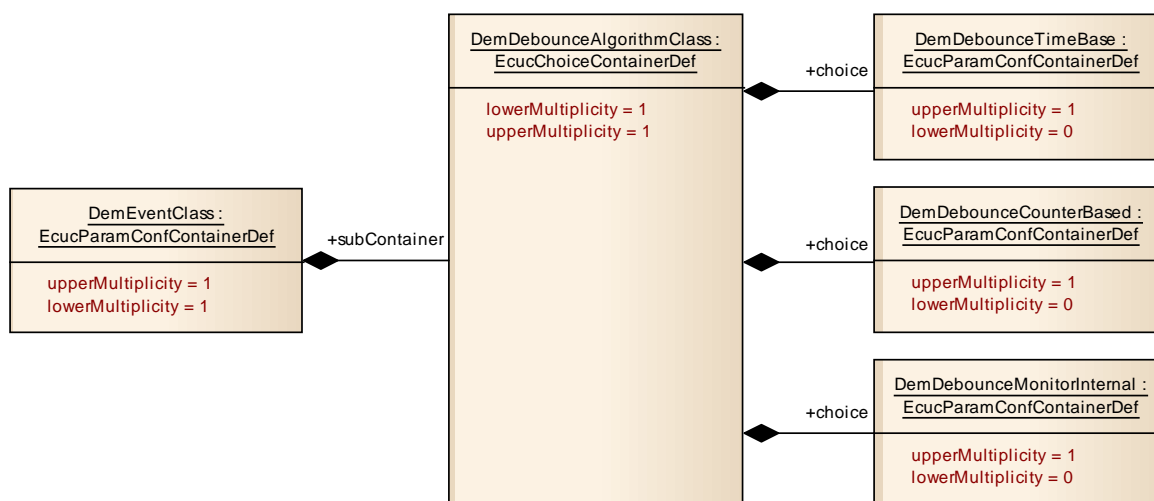 DemDebounceAlgorithmClass :
EcucChoiceContainerDef
lowerMultiplicity = 1
upperMultiplicity = 1
+choice
DemDebounceTimeBase :
EcucParamConfContainerDef
upperMultiplicity = 1
lowerMultiplicity = 0
DemEventClass :
EcucParamConfContainerDef
upperMultiplicity = 1
lowerMultiplicity = 1
+subContainer
+choice
DemDebounceCounterBased :
EcucParamConfContainerDef
upperMultiplicity = 1
lowerMultiplicity = 0
+choice
DemDebounceMonitorInternal :
EcucParamConfContainerDef
upperMultiplicity = 1
lowerMultiplicity = 0